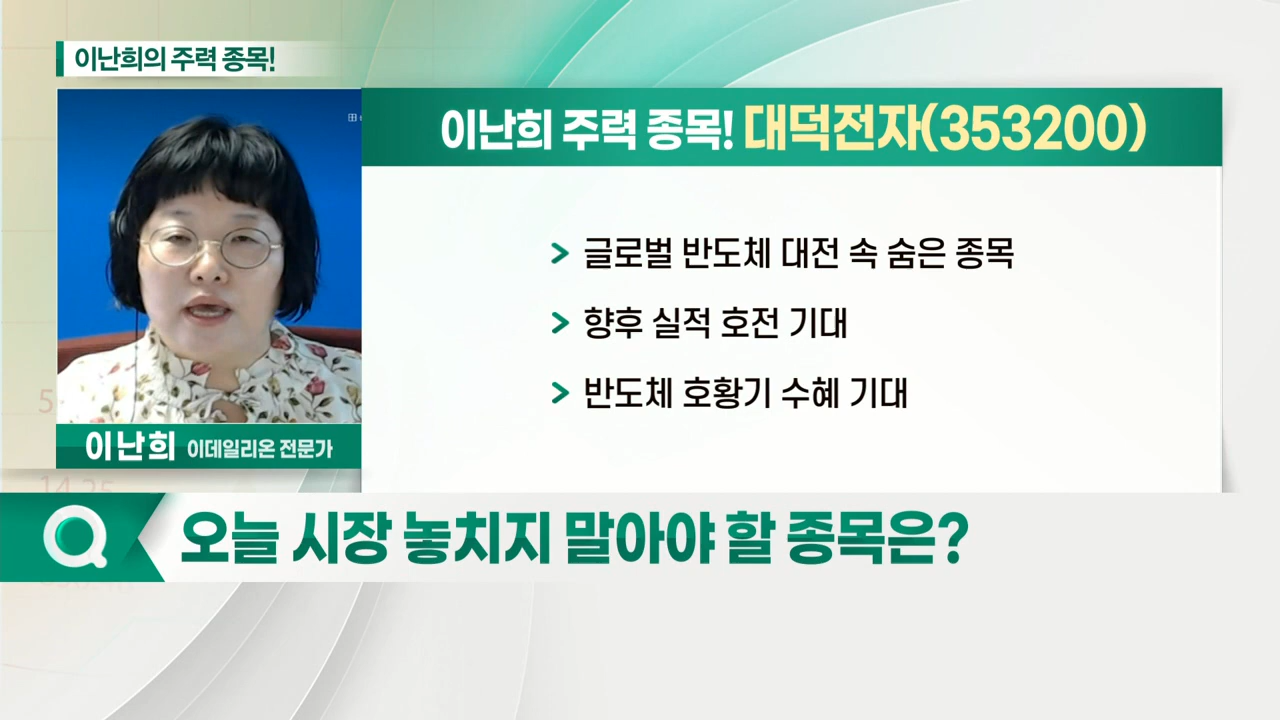 이난희의 주력 종목!
이난희 주력 종목! 대덕전자(353200)
> 글로벌 반도체 대전 속 숨은 종목
> 향후 실적 호전 기대
> 반도체 호황기 수혜 기대
이난희 이데일리온 전문가
오늘 시장 놓치지 말아야 할 종목은?